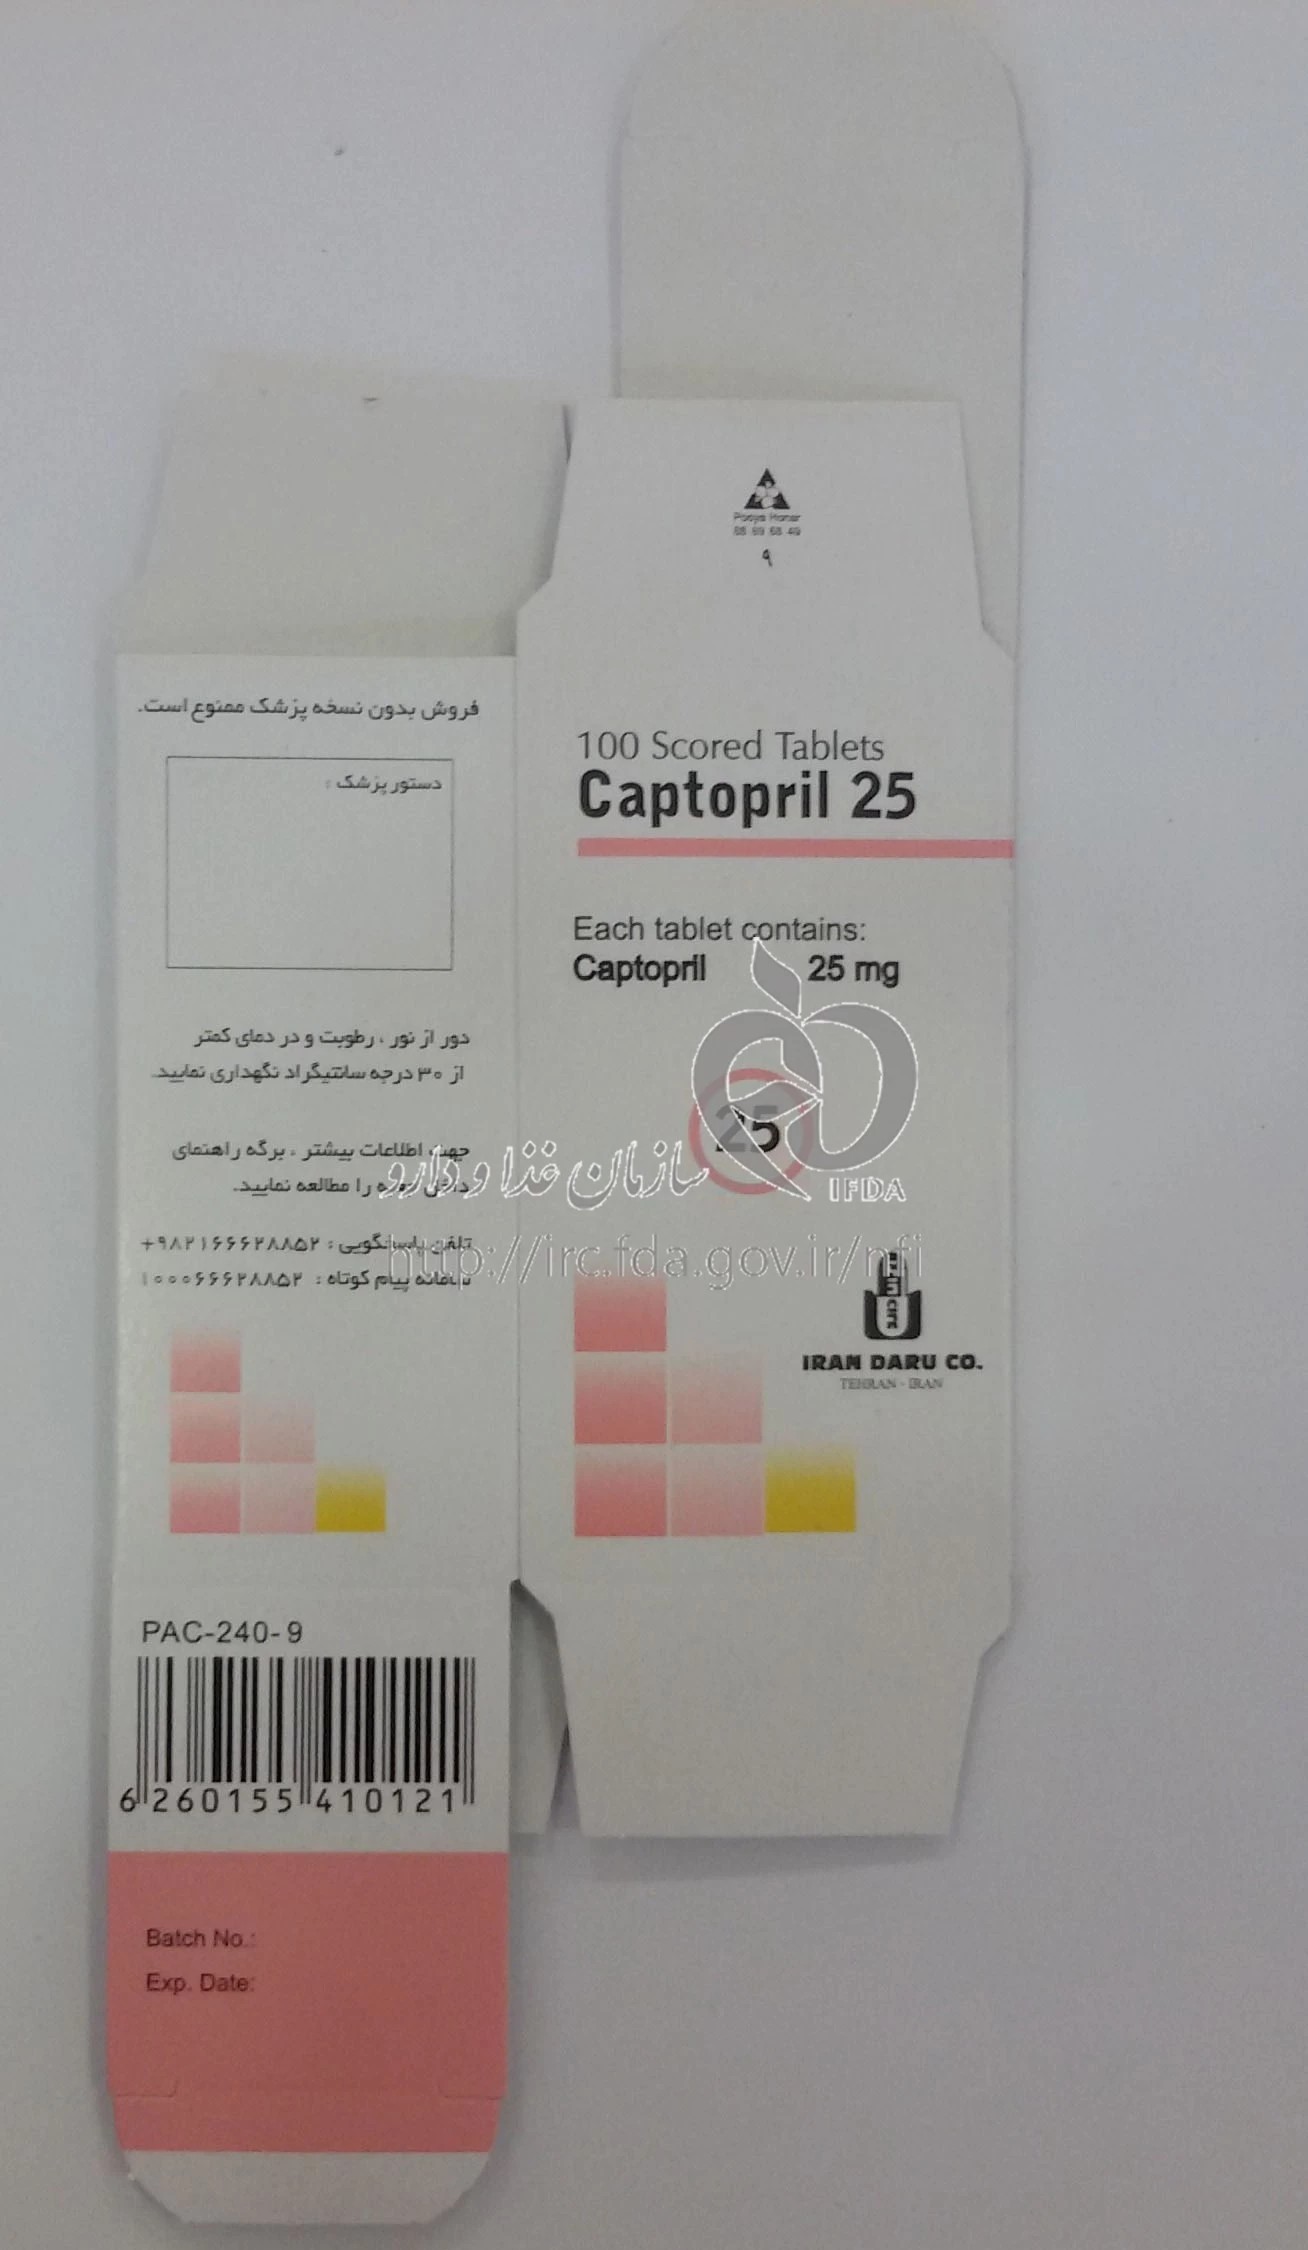 Pooya Honar
88 69 68 49
۹
100 Scored Tablets
Captopril 25
Each tablet contains:
Captopril 25 mg
25
IRAN DARU CO.
TEHRAN - IRAN
فروش بدون نسخه پزشک ممنوع است.
دستور پزشک :
دور از نور ، رطوبت و در دمای کمتر
از ۳۰ درجه سانتیگراد نگهداری نمایید.
جهت اطلاعات بیشتر ، برگه راهنمای
داخل جعبه را مطالعه نمایید.
تلفن پاسخگویی : ۹۸۲۱۶۶۶۲۸۸۵۲+
سامانه پیام کوتاه : ۱۰۰۰۶۶۶۲۸۸۵۲
PAC-240-9
6 260155 410121
Batch No.:
Exp. Date:
سازمان غذا و دارو
IFDA
http://irc.fda.gov.ir/nfi